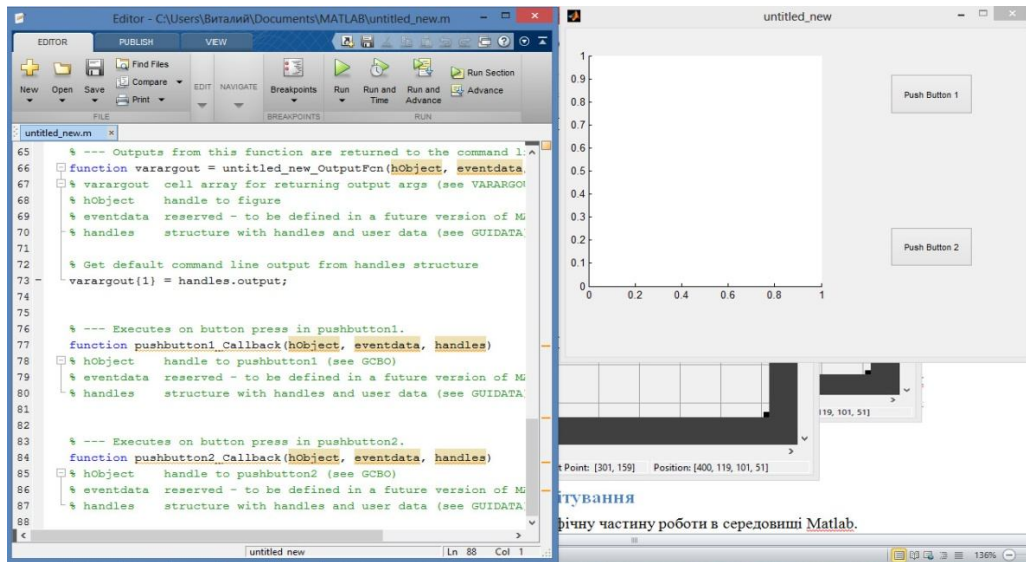 Editor - C:\Users\Виталий\Documents\MATLAB\untitled_new.m
EDITOR PUBLISH VIEW
New Open Save
Find Files
Compare
Print
EDIT NAVIGATE
Breakpoints
Run Run and Time Run and Advance
Run Section
Advance
FILE BREAKPOINTS RUN
untitled_new.m
65 % --- Outputs from this function are returned to the command
66 function varargout = untitled_new_OutputFcn(hObject, eventdata,
67 % varargout cell array for returning output args (see VARARGOU
68 % hObject handle to figure
69 % eventdata reserved - to be defined in a future version of MA
70 % handles structure with handles and user data (see GUIDATA)
71
72 % Get default command line output from handles structure
73 - varargout{1} = handles.output;
74
75
76 % --- Executes on button press in pushbutton1.
77 function pushbutton1_Callback(hObject, eventdata, handles)
78 % hObject handle to pushbutton1 (see GCBO)
79 % eventdata reserved - to be defined in a future version of MA
80 % handles structure with handles and user data (see GUIDATA)
81
82
83 % --- Executes on button press in pushbutton2.
84 function pushbutton2_Callback(hObject, eventdata, handles)
85 % hObject handle to pushbutton2 (see GCBO)
86 % eventdata reserved - to be defined in a future version of MA
87 % handles structure with handles and user data (see GUIDATA)
88
untitled new Ln 88 Col 1
untitled_new
1
0.9
0.8
0.7
0.6
0.5
0.4
0.3
0.2
0.1
0
0 0.2 0.4 0.6 0.8 1
Push Button 1
Push Button 2
119, 101, 51]
t Point: [301, 159] Position: [400, 119, 101, 51]
ітування
фічну частину роботи в середовищі Matlab.
136%